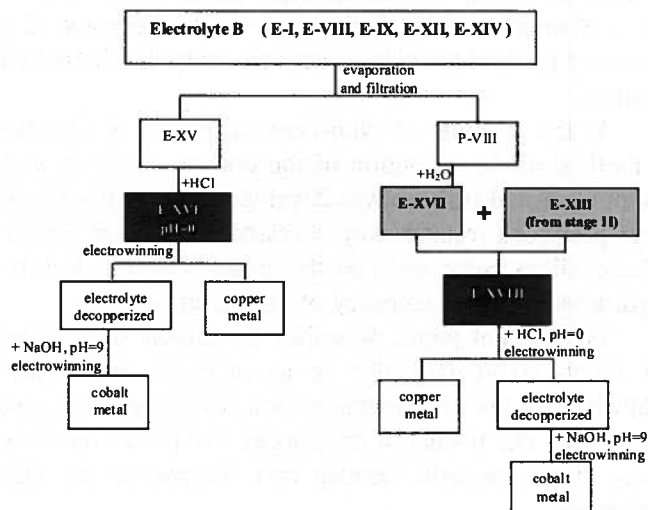 Electrolyte B ( E-I, E-VIII, E-IX, E-XII, E-XIV)
evaporation
and filtration
E-XV
P-VIII
+HCl
+H₂O
E-XVI
pH=0
E-XVII
+
E-XIII
(from stage II)
electrowinning
E-XVIII
electrolyte
decopperized
copper
metal
+ HCl, pH=0
electrowinning
+ NaOH, pH=9
electrowinning
cobalt
metal
copper
metal
electrolyte
decopperized
+ NaOH, pH=9
electrowinning
cobalt
metal